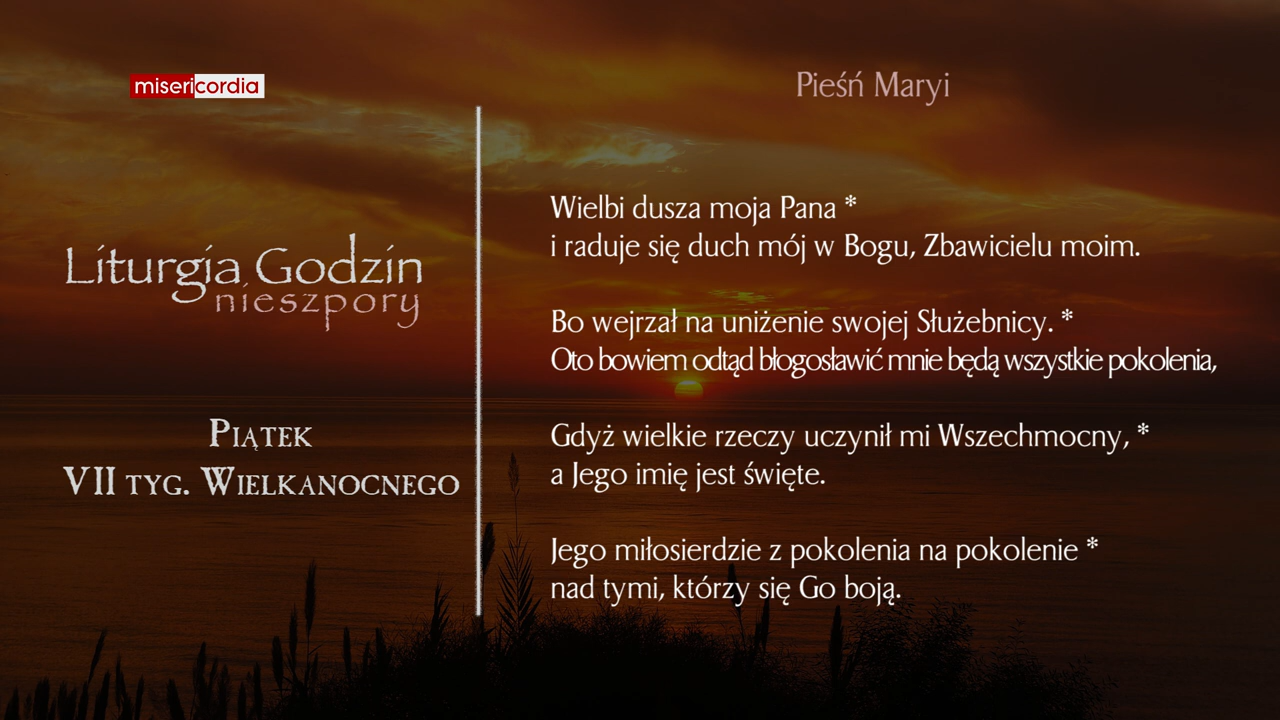 misericordia
Liturgia Godzin
nieszpory
Piątek
VII tyg. Wielkanocnego
Pieśń Maryi
Wielbi dusza moja Pana *
i raduje się duch mój w Bogu, Zbawicielu moim.
Bo wejrzał na uniżenie swojej Służebnicy. *
Oto bowiem odtąd błogosławić mnie będą wszystkie pokolenia,
Gdyż wielkie rzeczy uczynił mi Wszechmocny, *
a Jego imię jest święte.
Jego miłosierdzie z pokolenia na pokolenie *
nad tymi, którzy się Go boją.